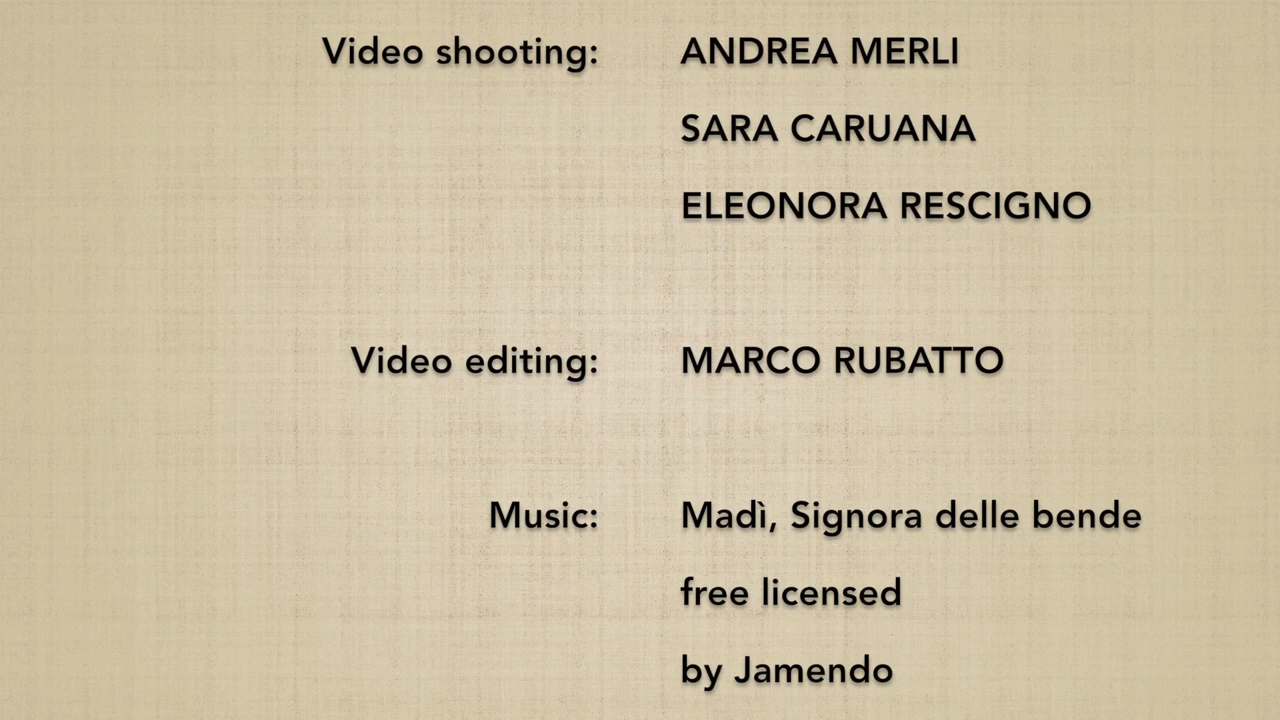 Video shooting: ANDREA MERLI
SARA CARUANA
ELEONORA RESCIGNO
Video editing: MARCO RUBATTO
Music: Madì, Signora delle bende
free licensed
by Jamendo